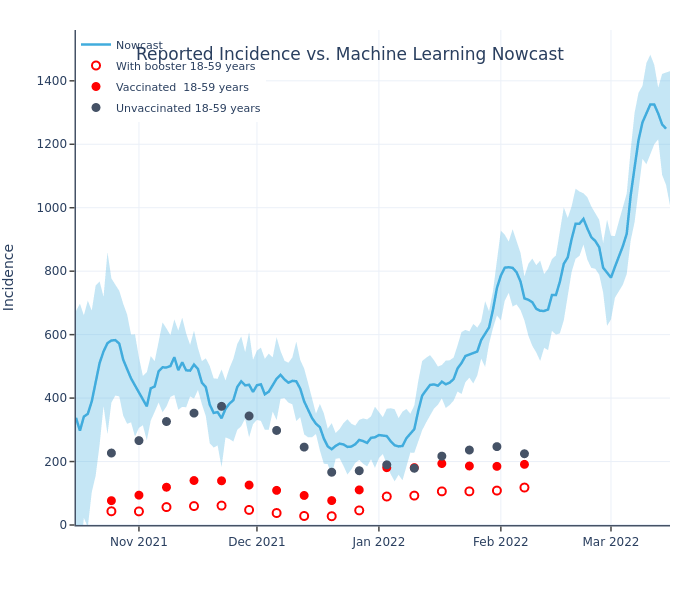 Reported Incidence vs. Machine Learning Nowcast
Nowcast
With booster 18-59 years
Vaccinated  18-59 years
Unvaccinated 18-59 years
Incidence
1400
1200
1000
800
600
400
200
0
Nov 2021
Dec 2021
Jan 2022
Feb 2022
Mar 2022